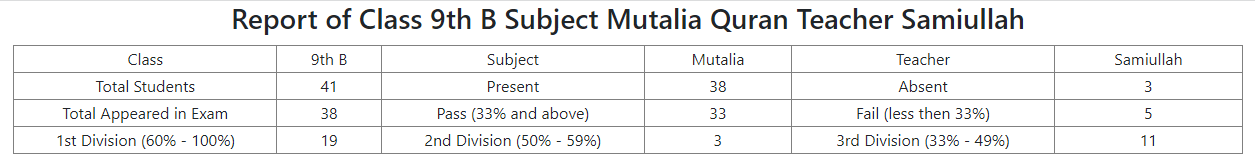 Report of Class 9th B Subject Mutalia Quran Teacher Samiullah
Class 9th B Subject Mutalia Teacher Samiullah
Total Students 41 Present 38 Absent 3
Total Appeared in Exam 38 Pass (33% and above) 33 Fail (less then 33%) 5
1st Division (60% - 100%) 19 2nd Division (50% - 59%) 3 3rd Division (33% - 49%) 11